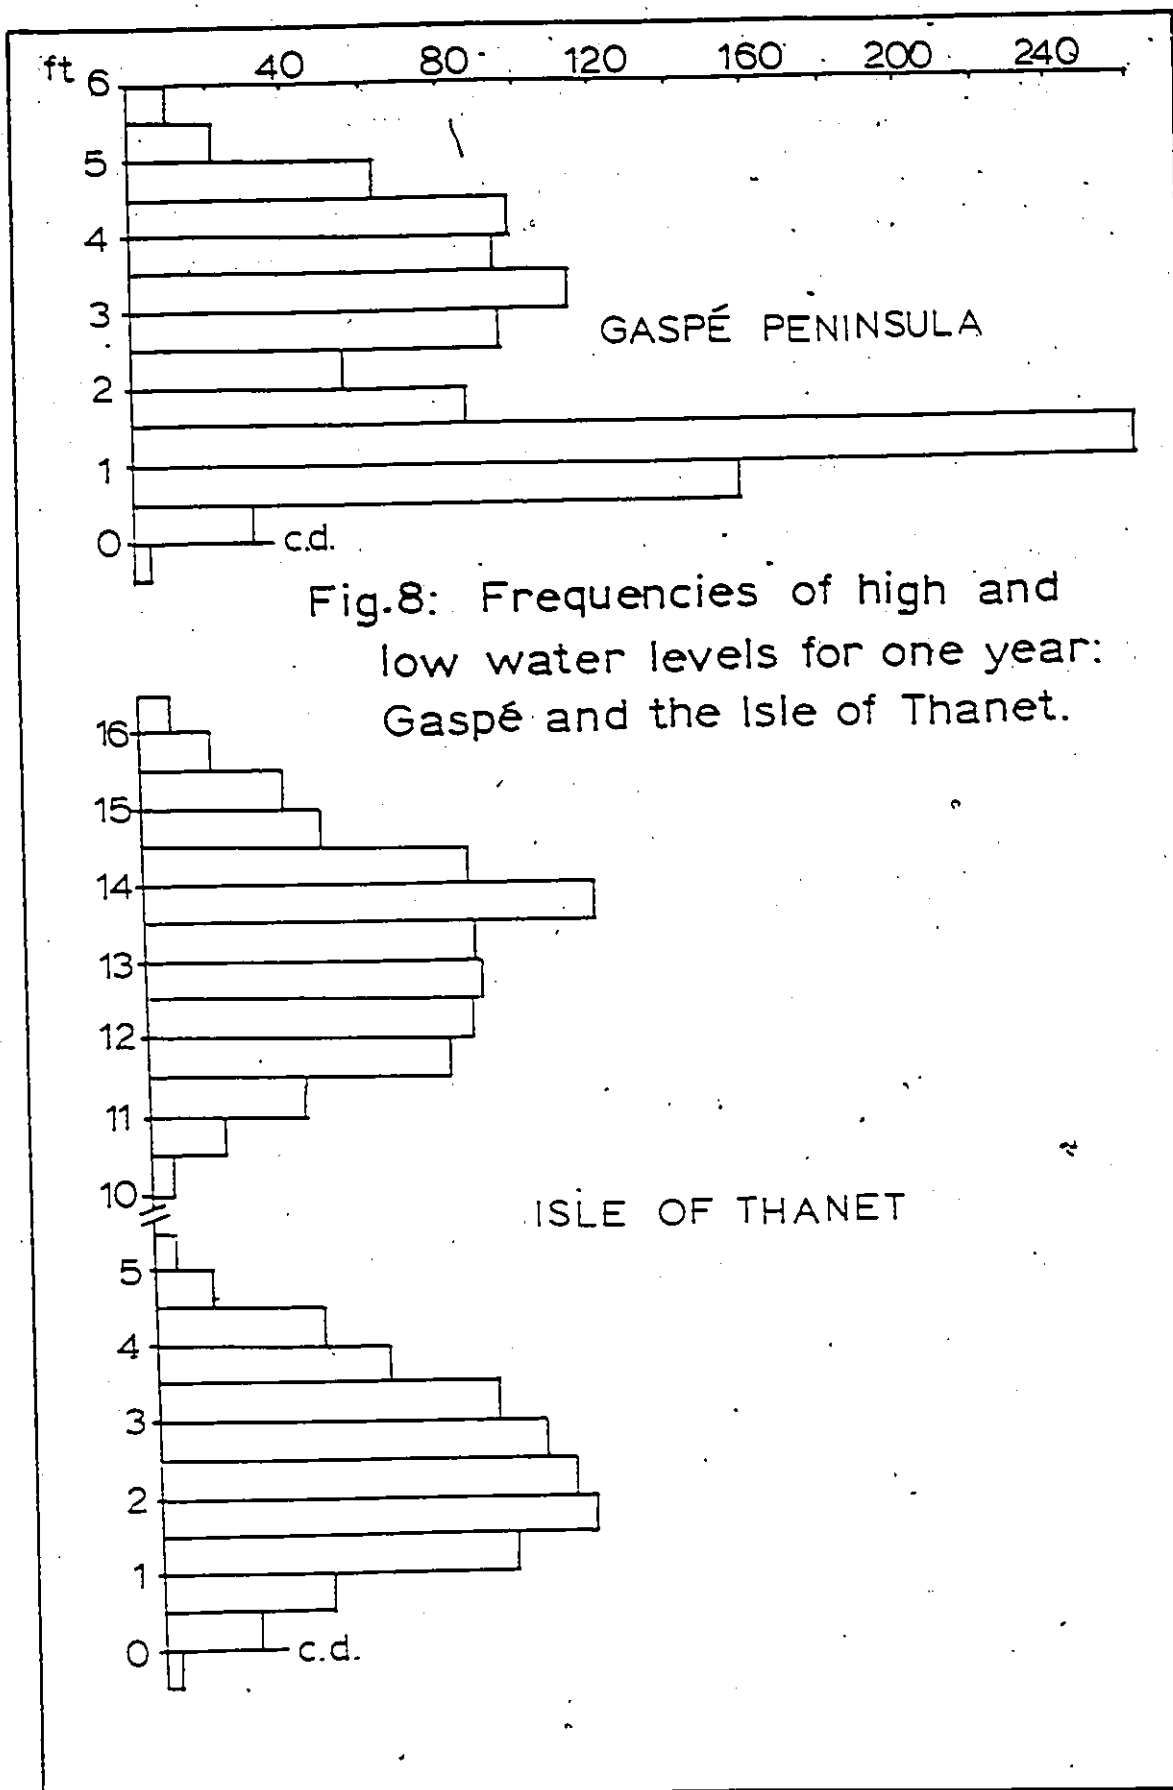 40 80 120 160 200 240
ft
6
5
4
3
GASPÉ PENINSULA
2
1
0 c.d.
Fig.8: Frequencies of high and
low water levels for one year:
Gaspé and the Isle of Thanet.
16
15
14
13
12
11
10
ISLE OF THANET
5
4
3
2
1
0 c.d.